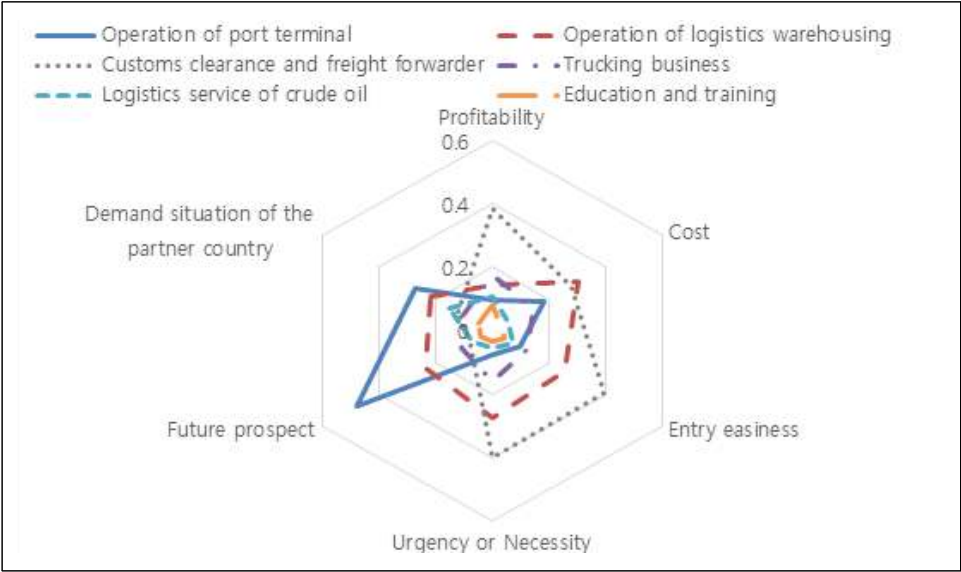 Operation of port terminal
Operation of logistics warehousing
Customs clearance and freight forwarder
Trucking business
Logistics service of crude oil
Education and training
Profitability
0.6
0.4
Demand situation of the
partner country
Cost
0.2
0
Future prospect
Entry easiness
Urgency or Necessity